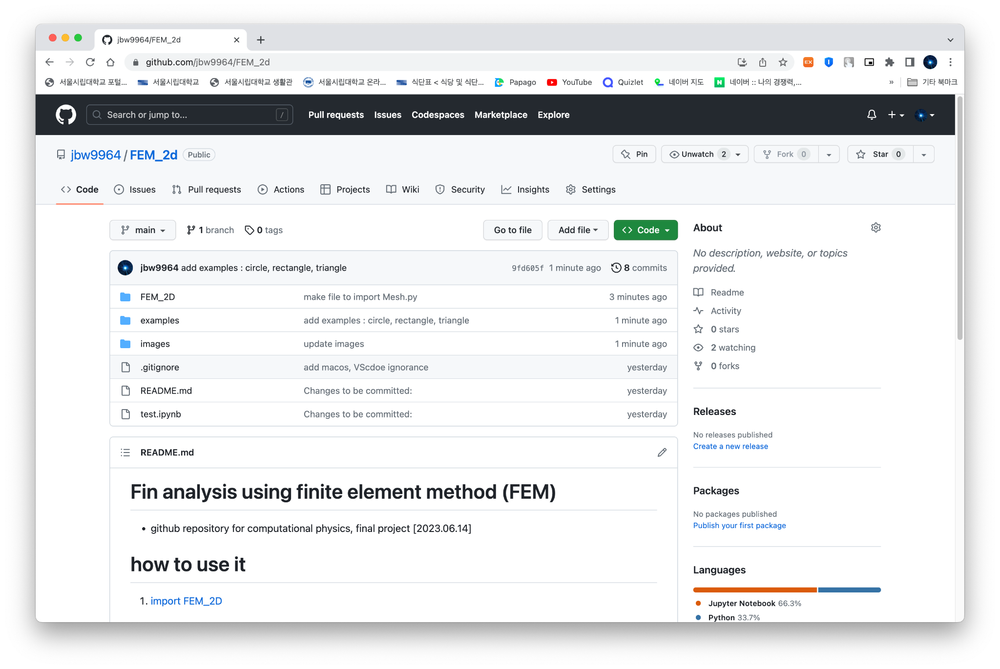 jbw9964/FEM_2d
github.com/jbw9964/FEM_2d
EX
서울시립대학교 포털... 서울시립대학교 서울시립대학교 생활관 서울시립대학교 온라... 식단표 < 식당 및 식단... Papago YouTube Quizlet 네이버 지도 N 네이버 :: 나의 경쟁력,... » 기타 북마크
Search or jump to... / Pull requests Issues Codespaces Marketplace Explore
jbw9964 / FEM_2d Public Pin Unwatch 2 Fork 0 Star 0
Code Issues Pull requests Actions Projects Wiki Security Insights Settings
main 1 branch 0 tags Go to file Add file Code
jbw9964 add examples : circle, rectangle, triangle 9fd605f 1 minute ago 8 commits
FEM_2D make file to import Mesh.py 3 minutes ago
examples add examples : circle, rectangle, triangle 1 minute ago
images update images 1 minute ago
.gitignore add macos, VScdoe ignorance yesterday
README.md Changes to be committed: yesterday
test.ipynb Changes to be committed: yesterday
README.md
Fin analysis using finite element method (FEM)
• github repository for computational physics, final project [2023.06.14]
how to use it
1. import FEM_2D
About
No description, website, or topics
provided.
Readme
Activity
0 stars
2 watching
0 forks
Releases
No releases published
Create a new release
Packages
No packages published
Publish your first package
Languages
Jupyter Notebook 66.3%
Python 33.7%